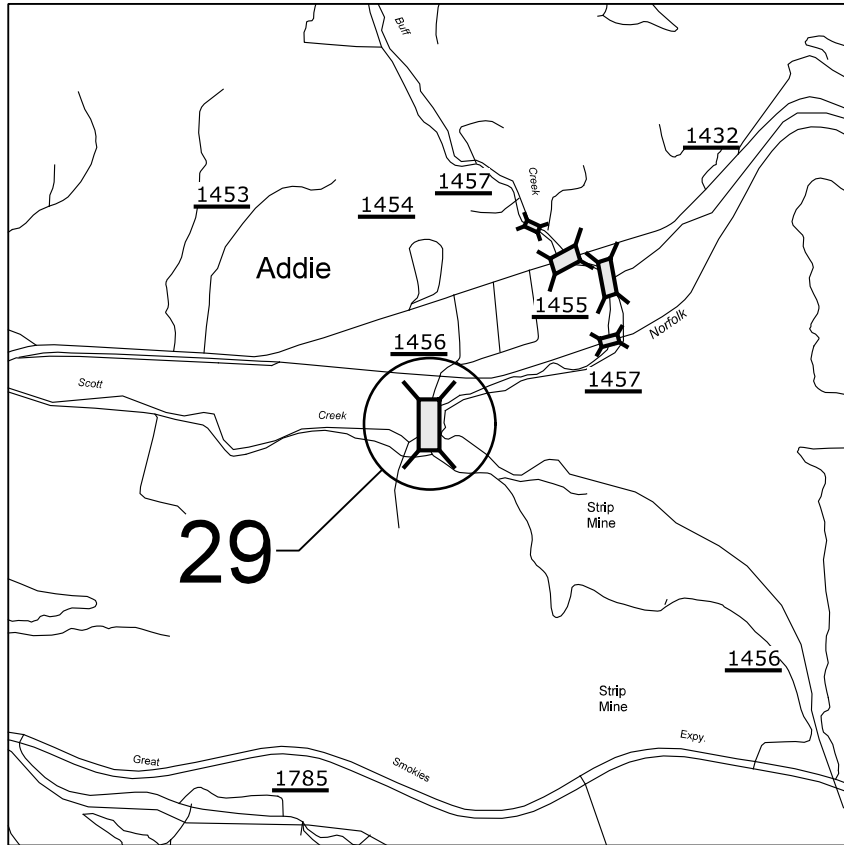 Buff
1432
Creek
1457
1453
1454
Addie
1455
Norfolk
1456
1457
Scott
Creek
29
Strip
Mine
1456
Strip
Mine
Expy.
Great
Smokies
1785